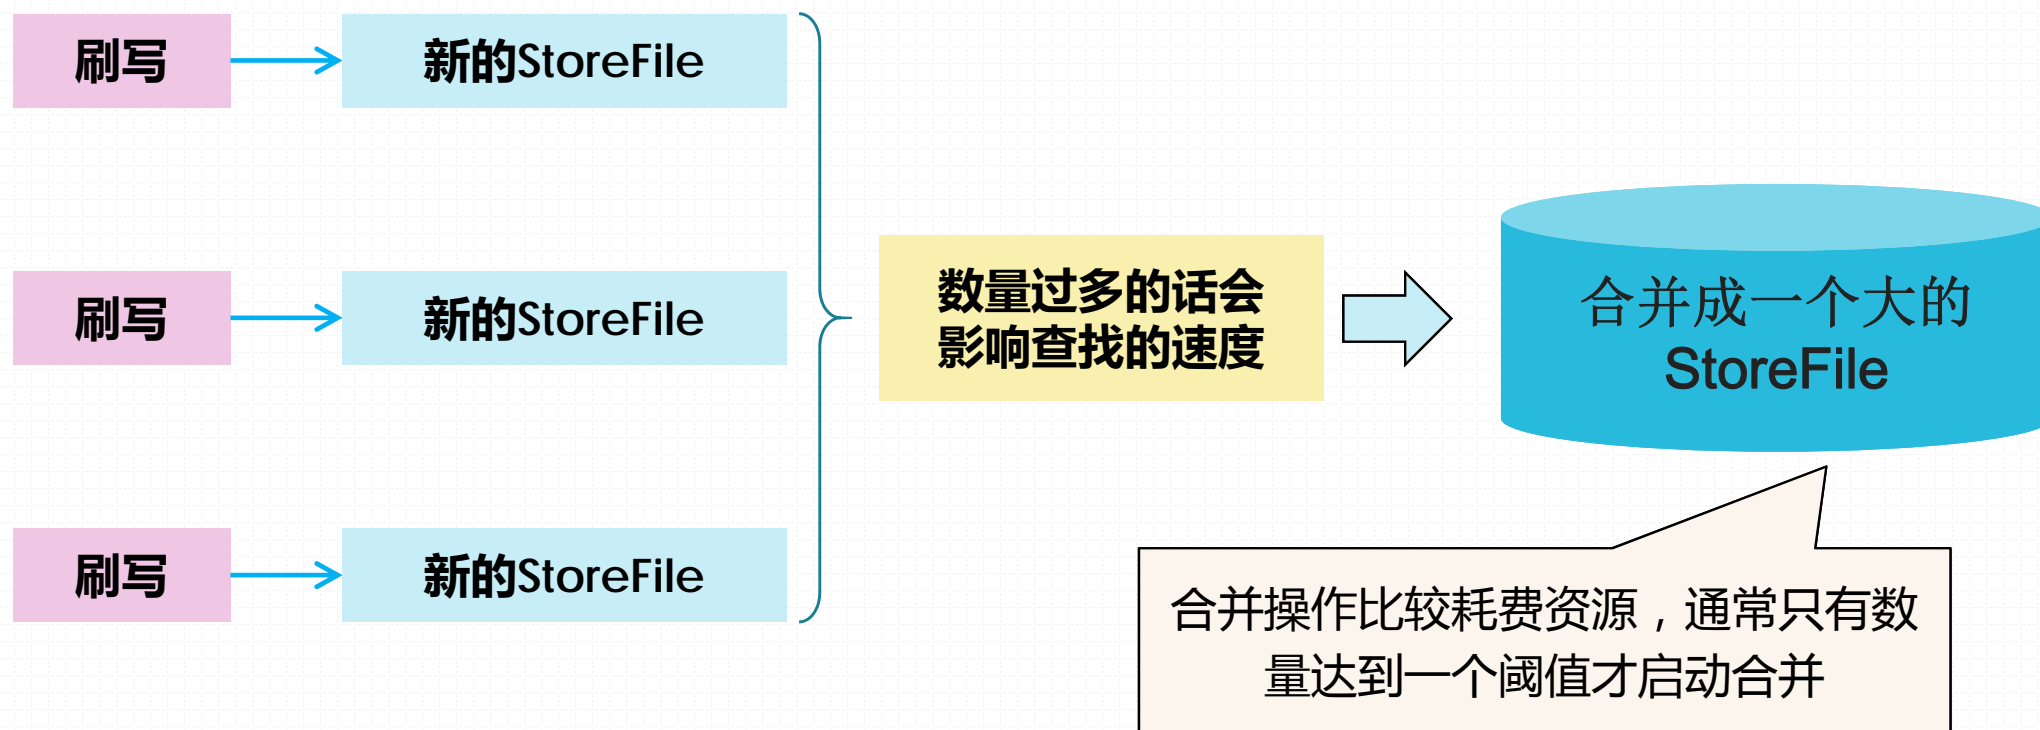 刷写
新的StoreFile
刷写
新的StoreFile
刷写
新的StoreFile
数量过多的话会
影响查找的速度
合并成一个大的
StoreFile
合并操作比较耗费资源，通常只有数
量达到一个阈值才启动合并